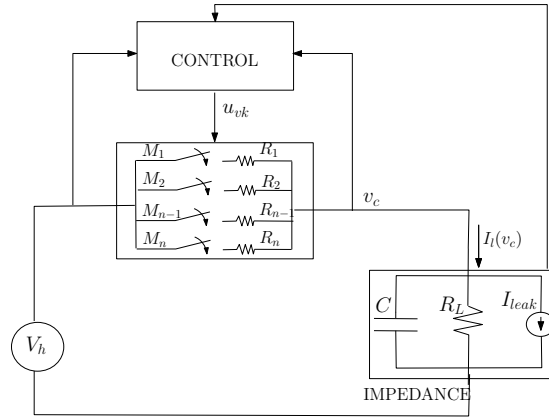 CONTROL
u_{vk}
M_1 R_1
M_2 R_2
M_{n-1} R_{n-1}
M_n R_n
v_c
I_l(v_c)
C R_L I_{leak}
V_h
IMPEDANCE